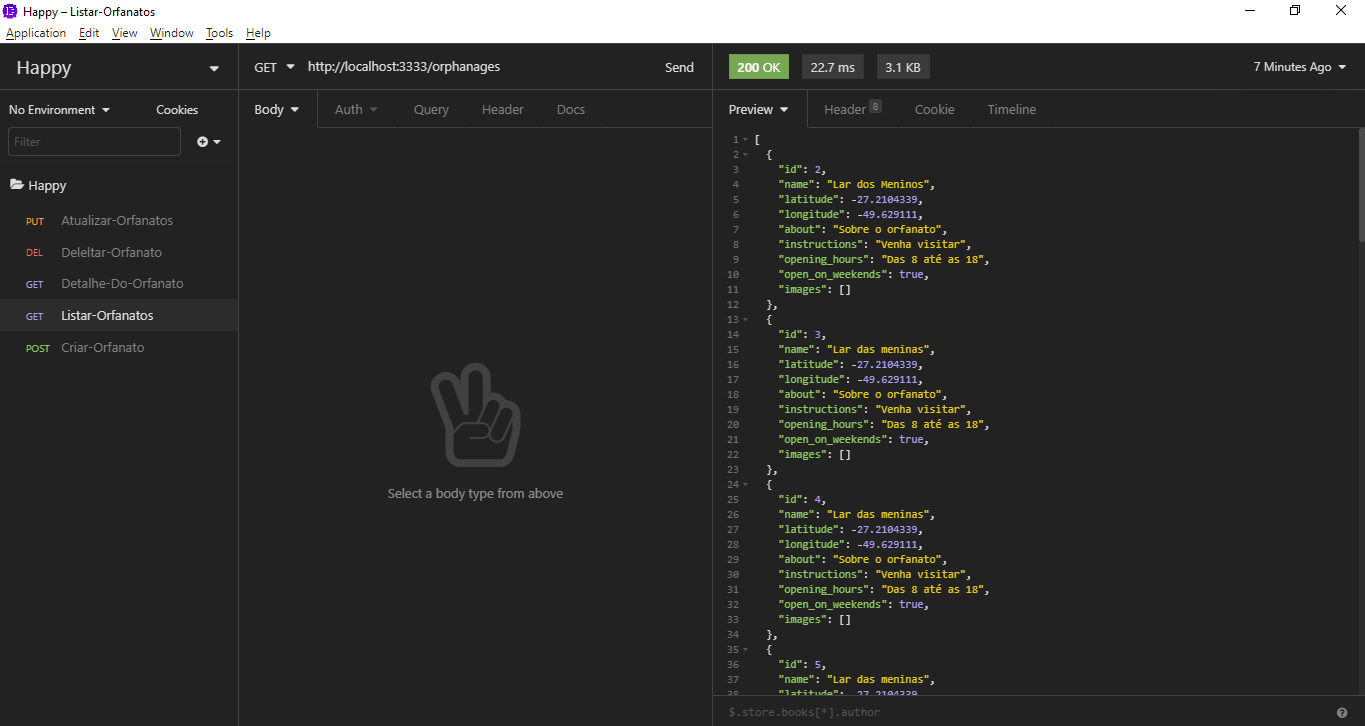 Happy – Listar-Orfanatos
Application Edit View Window Tools Help
Happy
No Environment Cookies
Filter
Happy
PUT Atualizar-Orfanatos
DEL Deleltar-Orfanato
GET Detalhe-Do-Orfanato
GET Listar-Orfanatos
POST Criar-Orfanato
GET http://localhost:3333/orphanages Send
Body Auth Query Header Docs
Select a body type from above
200 OK 22.7 ms 3.1 KB 7 Minutes Ago
Preview Header 8 Cookie Timeline
1 [
2 {
3 "id": 2,
4 "name": "Lar dos Meninos",
5 "latitude": -27.2104339,
6 "longitude": -49.629111,
7 "about": "Sobre o orfanato",
8 "instructions": "Venha visitar",
9 "opening_hours": "Das 8 até as 18",
10 "open_on_weekends": true,
11 "images": []
12 },
13 {
14 "id": 3,
15 "name": "Lar das meninas",
16 "latitude": -27.2104339,
17 "longitude": -49.629111,
18 "about": "Sobre o orfanato",
19 "instructions": "Venha visitar",
20 "opening_hours": "Das 8 até as 18",
21 "open_on_weekends": true,
22 "images": []
23 },
24 {
25 "id": 4,
26 "name": "Lar das meninas",
27 "latitude": -27.2104339,
28 "longitude": -49.629111,
29 "about": "Sobre o orfanato",
30 "instructions": "Venha visitar",
31 "opening_hours": "Das 8 até as 18",
32 "open_on_weekends": true,
33 "images": []
34 },
35 {
36 "id": 5,
37 "name": "Lar das meninas",
38 "latitude": -27.2104339
$.store.books[*].author